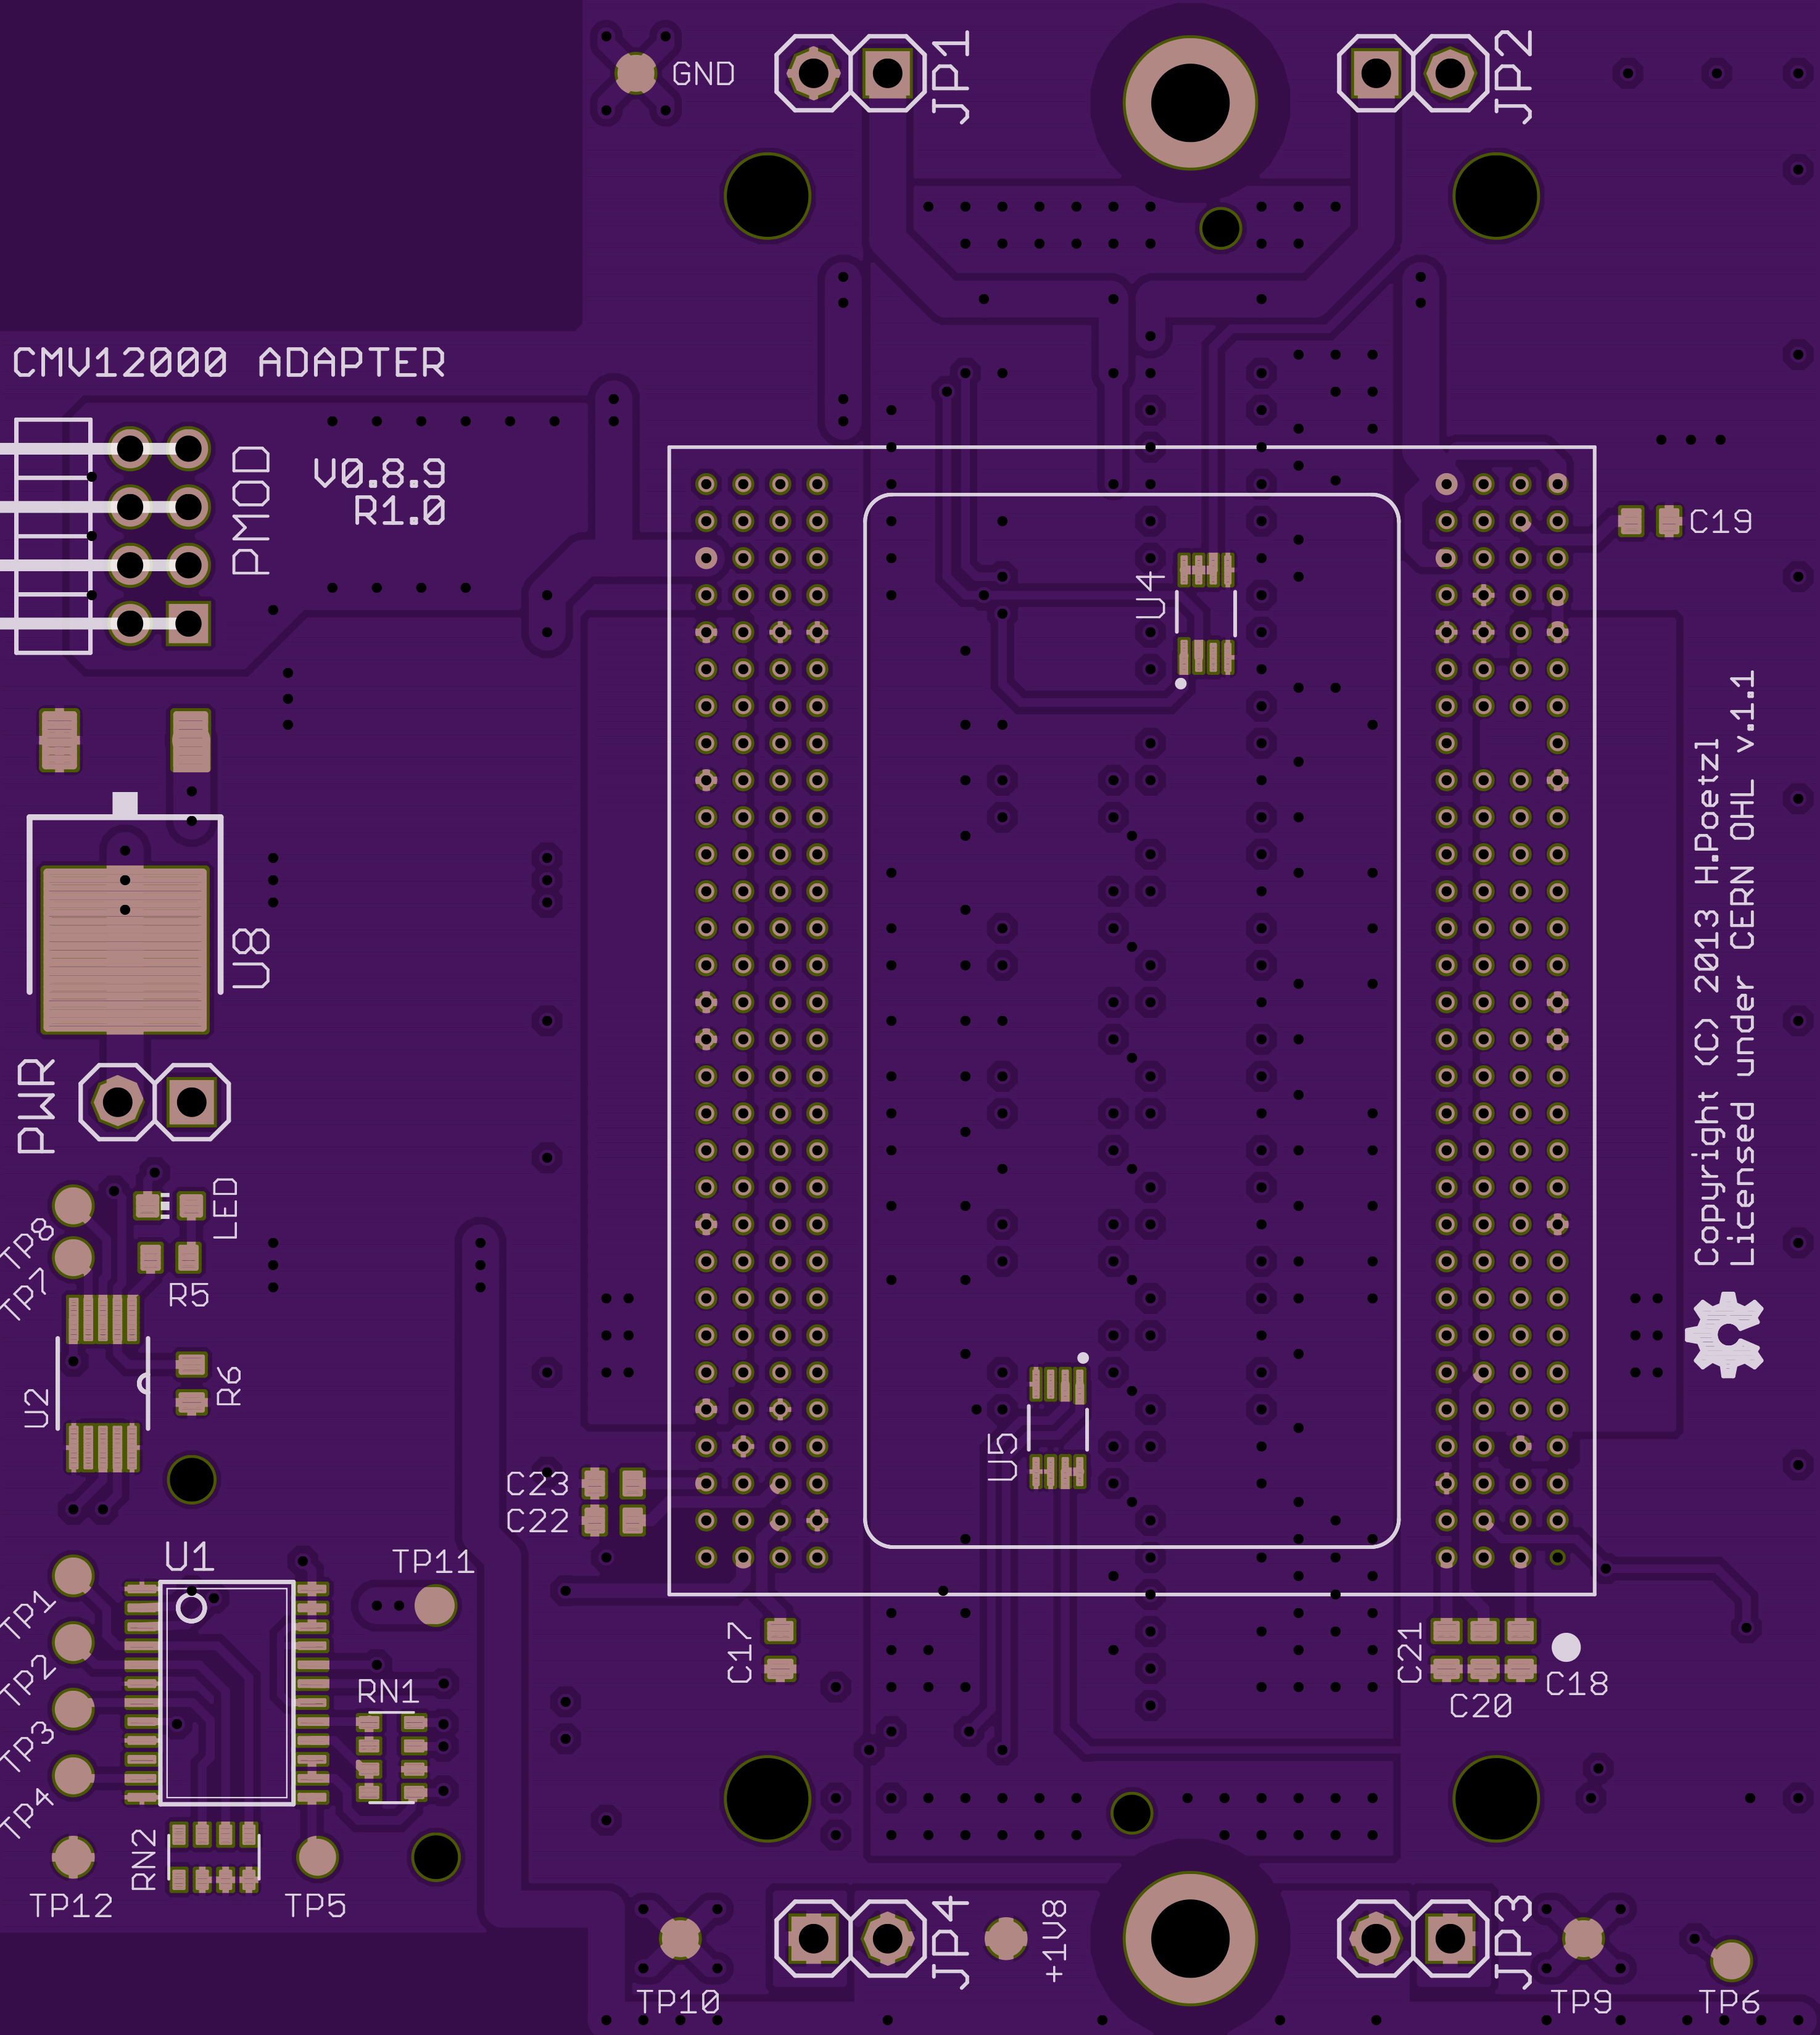 GND
JP1
JP2
CMV12000 ADAPTER
PMOD
V0.8.9
R1.0
C19
U4
U8
Copyright (C) 2013 H.Poetzl
Licensed under CERN OHL v.1.1
PWR
LED
TP8
TP7
R5
R6
U2
U5
C23
C22
U1
TP11
TP1
TP2
TP3
TP4
RN1
C17
C21
C18
C20
RN2
TP12
TP5
JP4
+1V8
JP3
TP10
TP9
TP6